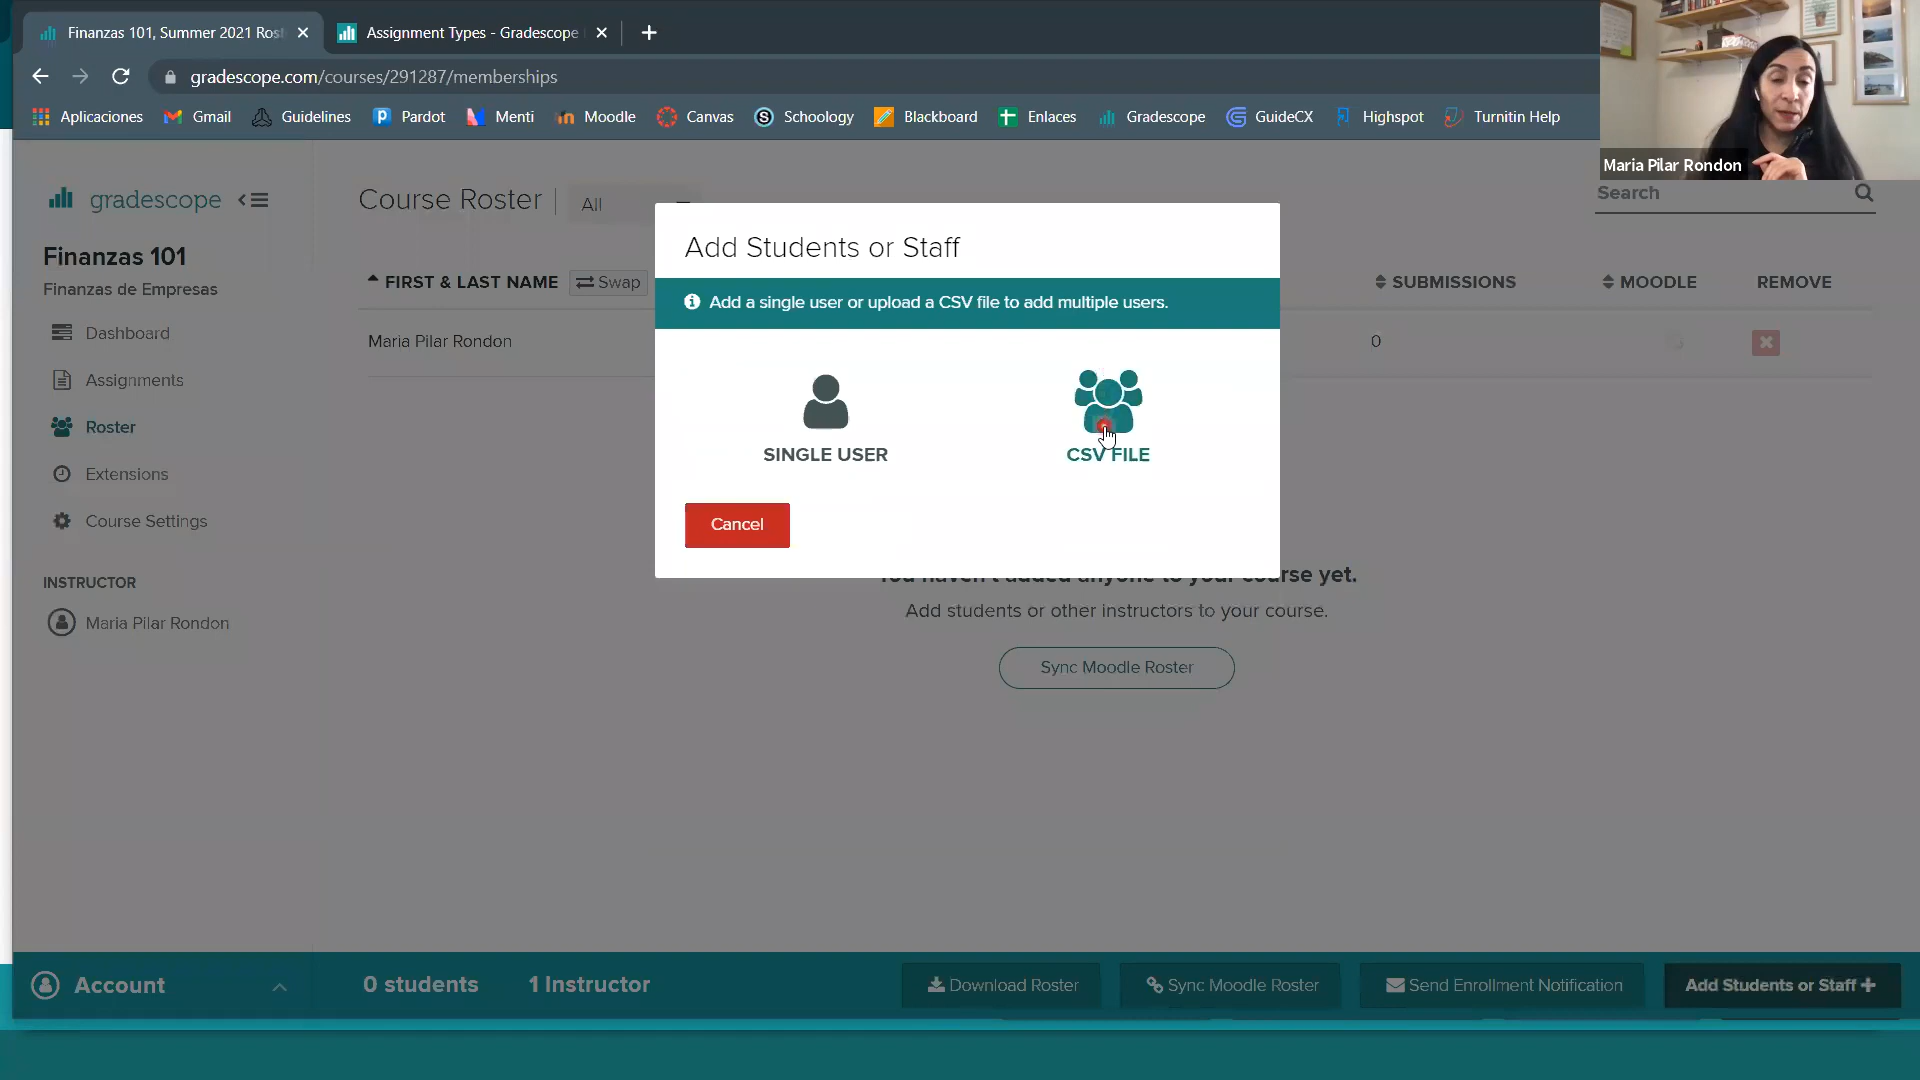 Finanzas 101, Summer 2021 Ros
Assignment Types - Gradescope
gradescope.com/courses/291287/memberships
Aplicaciones Gmail Guidelines Pardot Menti Moodle Canvas Schoology Blackboard Enlaces Gradescope GuideCX Highspot Turnitin Help
Maria Pilar Rondon
gradescope
Course Roster
All
Search
Finanzas 101
Finanzas de Empresas
Dashboard
Assignments
Roster
Extensions
Course Settings
INSTRUCTOR
Maria Pilar Rondon
FIRST & LAST NAME Swap SUBMISSIONS MOODLE REMOVE
Maria Pilar Rondon 0
Add Students or Staff
Add a single user or upload a CSV file to add multiple users.
SINGLE USER CSV FILE
Cancel
You haven't added anyone to your course yet.
Add students or other instructors to your course.
Sync Moodle Roster
Account 0 students 1 Instructor Download Roster Sync Moodle Roster Send Enrollment Notification Add Students or Staff